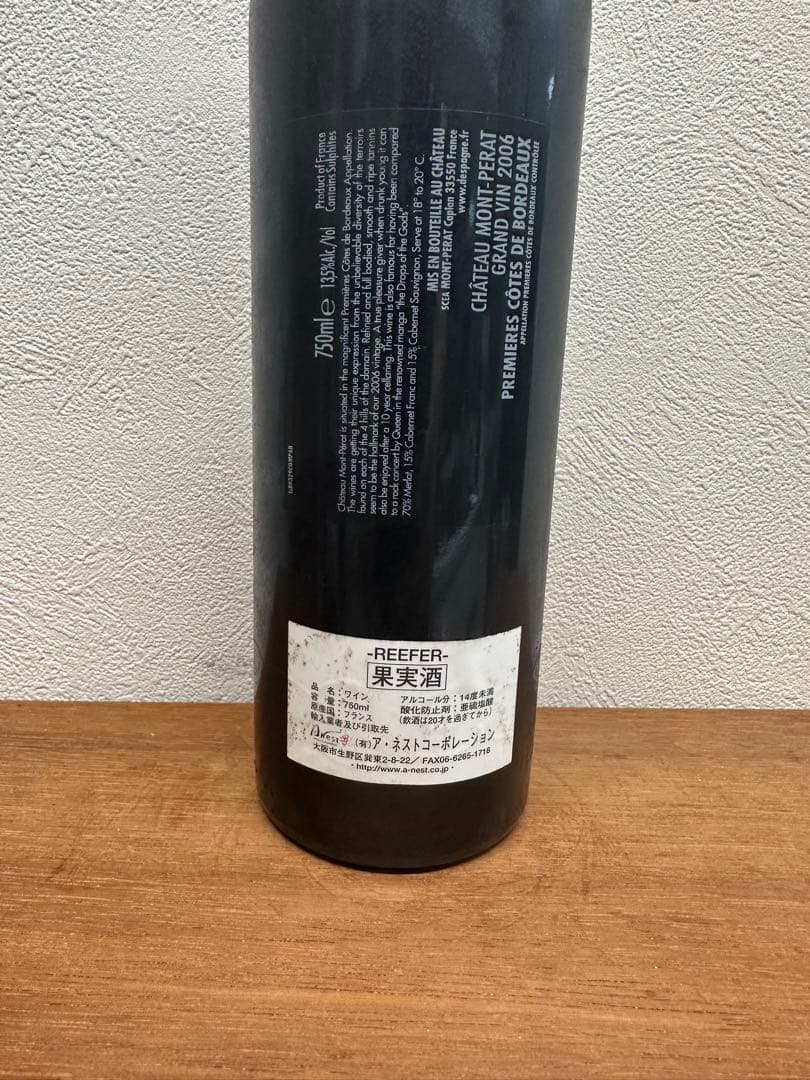 CHÂTEAU MONT-PERAT
GRAND VIN 2006
PREMIERES CÔTES DE BORDEAUX
APPELLATION PREMIERES CÔTES DE BORDEAUX CONTROLÉE
MIS EN BOUTEILLE AU CHÂTEAU
SCEA MONT-PERAT Capian 33550 France
www.despagne.fr
750ml e 13,5%Alc./Vol Product of France
Contains Sulphites
Château Mont-Pérat is situated in the magnificent Premières Côtes de Bordeaux Appellation.
The wines are getting their unique expression from the unbelievable diversity of the terroirs
found on each of the 4 hills of the domain. Refined and full bodied, smooth and ripe tannins
seem to be the hallmark of our 2006 vintage. A true pleasure giver when drunk young it can
also be enjoyed after a 10 year cellaring. This wine is also famous for having been compared
to a rock concert by Queen in the renowned manga "the Drops of the Gods".
70% Merlot, 15% Cabernet Franc and 15% Cabernet Sauvignon, Serve at 18° to 20° C.
-REEFER-
果実酒
品名:ワイン アルコール分:14度未満
容量:750ml 酸化防止剤:亜硫塩酸
原産国:フランス (飲酒は20才を過ぎてから)
輸入業者及び引取先
A·Nest (有)ア・ネストコーポレーション
大阪市生野区巽東2-8-22/ FAX06-6265-1718
・http://www.a-nest.co.jp・